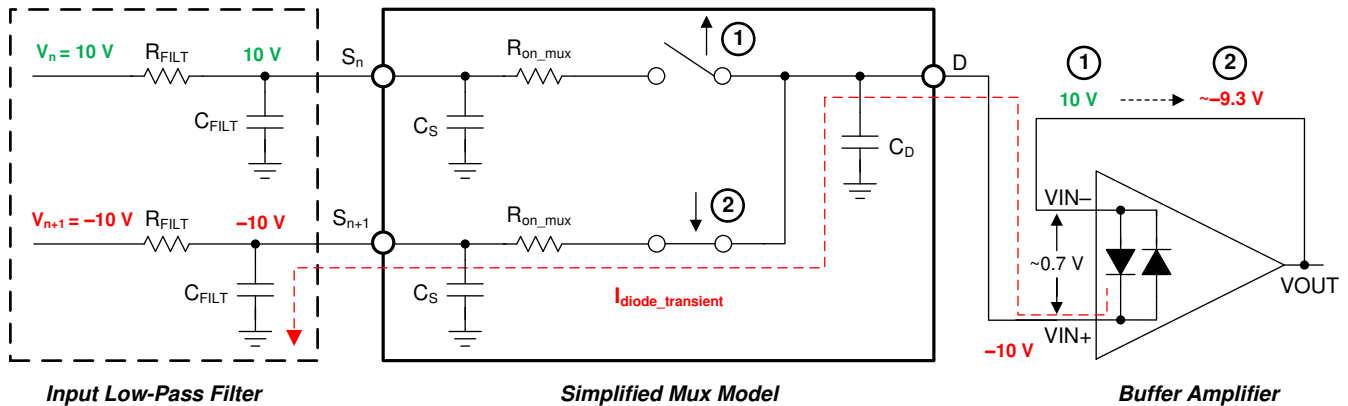 Vn = 10 V
RFILT
10 V
Sn
Ron_mux
1
D
1
2
10 V
~–9.3 V
CFILT
CS
CD
VIN–
2
Vn+1 = –10 V
RFILT
–10 V
Sn+1
Ron_mux
~0.7 V
CFILT
CS
Idiode_transient
VOUT
VIN+
–10 V
Input Low-Pass Filter
Simplified Mux Model
Buffer Amplifier